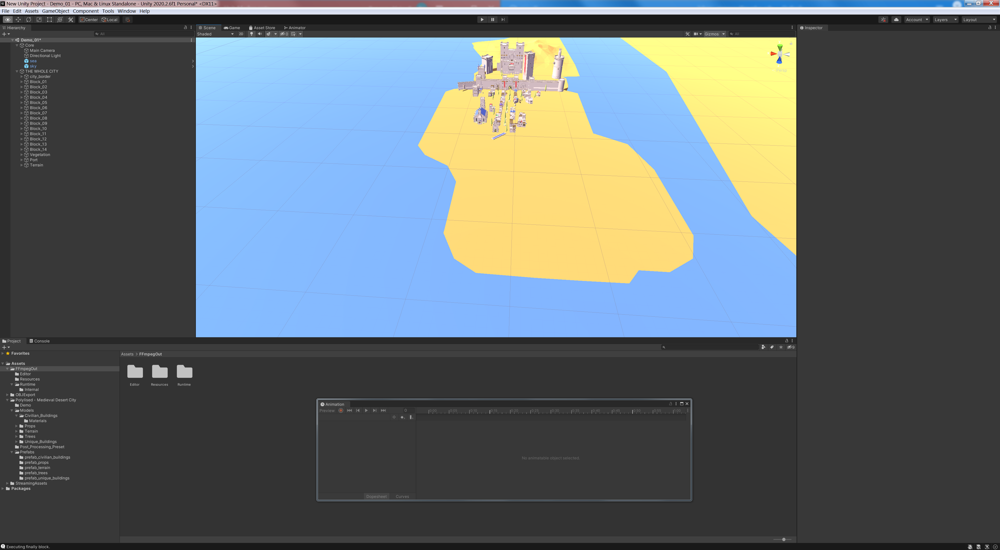 New Unity Project - Demo_01 - PC, Mac & Linux Standalone - Unity 2020.2.6f1 Personal* <DX11>
File Edit Assets GameObject Component Tools Window Help
Center Local Account Layers Layout
Hierarchy
All
Demo_01*
Core
Main Camera
Directional Light
sea
sky
THE WHOLE CITY
city_border
Block_01
Block_02
Block_03
Block_04
Block_05
Block_06
Block_07
Block_08
Block_09
Block_10
Block_11
Block_12
Block_13
Block_14
Vegetation
Port
Terrain
Scene Game Asset Store Animator
Shaded 2D 0 Gizmos All
Persp
Inspector
Project Console
9
Favorites
Assets
FFmpegOut
Editor
Resources
Runtime
Internal
OBJExport
Polylised - Medieval Desert City
Demo
Models
Civilian_Buildings
Materials
Props
Terrain
Trees
Unique_Buildings
Post_Processing_Preset
Prefabs
prefab_civilian_buildings
prefab_props
prefab_terrain
prefab_trees
prefab_unique_buildings
StreamingAssets
Packages
Assets > FFmpegOut
Editor Resources Runtime
Animation
Preview 0 0:00 0:05 0:10 0:15 0:20 0:25 0:30 0:35 0:40 0:45 0:50 0:55 1:00
No animatable object selected.
Dopesheet Curves
Executing finally block.